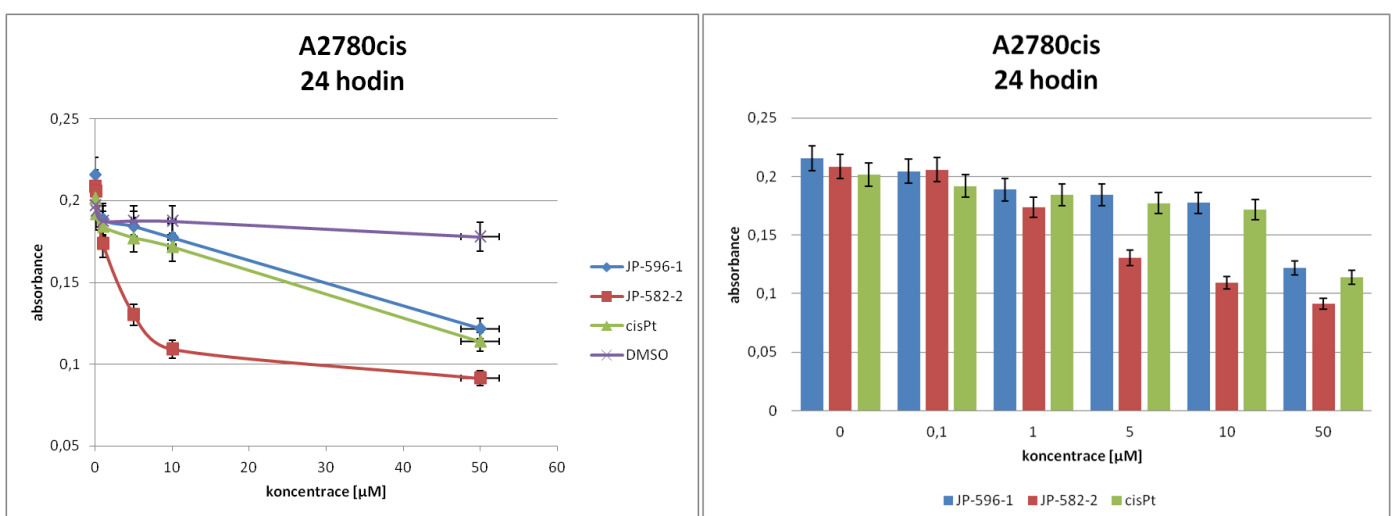 A2780cis
24 hodin
0,25
0,2
0,15
0,1
0,05
absorbance
0 10 20 30 40 50 60
koncentrace [µM]
JP-596-1
JP-582-2
cisPt
DMSO
A2780cis
24 hodin
0,25
0,2
0,15
0,1
0,05
0
absorbance
0 0,1 1 5 10 50
koncentrace [µM]
JP-596-1 JP-582-2 cisPt